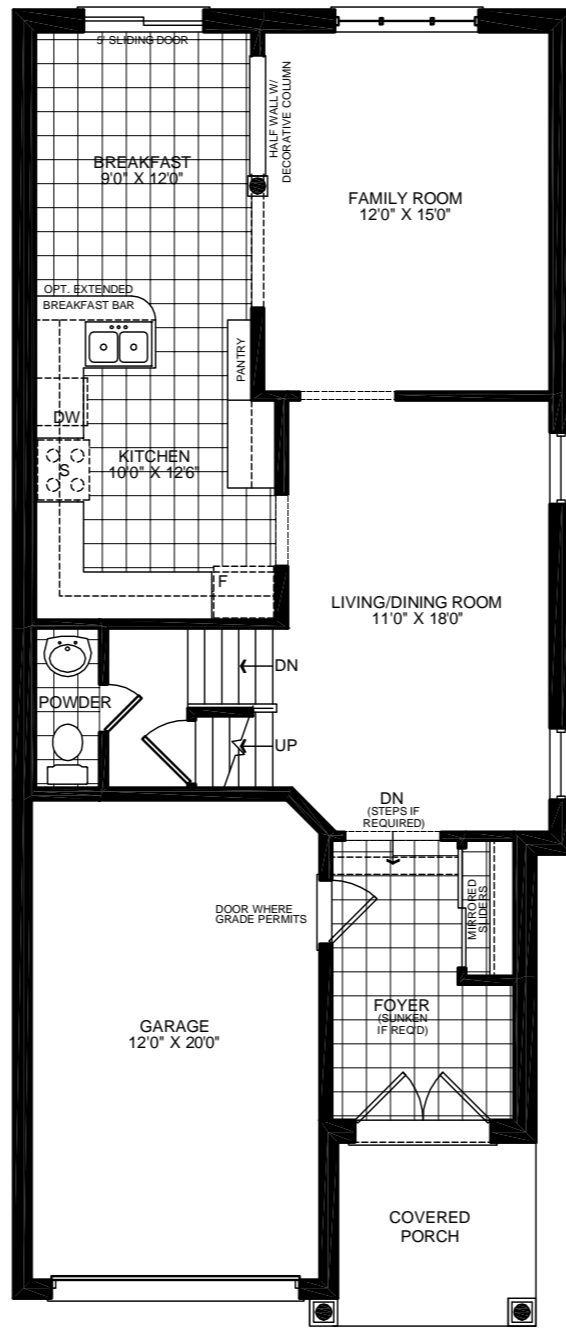 5' SLIDING DOOR
BREAKFAST
9'0" X 12'0"
HALF WALL W/
DECORATIVE COLUMN
FAMILY ROOM
12'0" X 15'0"
OPT. EXTENDED
BREAKFAST BAR
PANTRY
DW
KITCHEN
10'0" X 12'6"
S
F
LIVING/DINING ROOM
11'0" X 18'0"
DN
POWDER
UP
DN
(STEPS IF
REQUIRED)
DOOR WHERE
GRADE PERMITS
MIRRORED
SLIDERS
FOYER
(SUNKEN
IF REQ'D)
GARAGE
12'0" X 20'0"
COVERED
PORCH